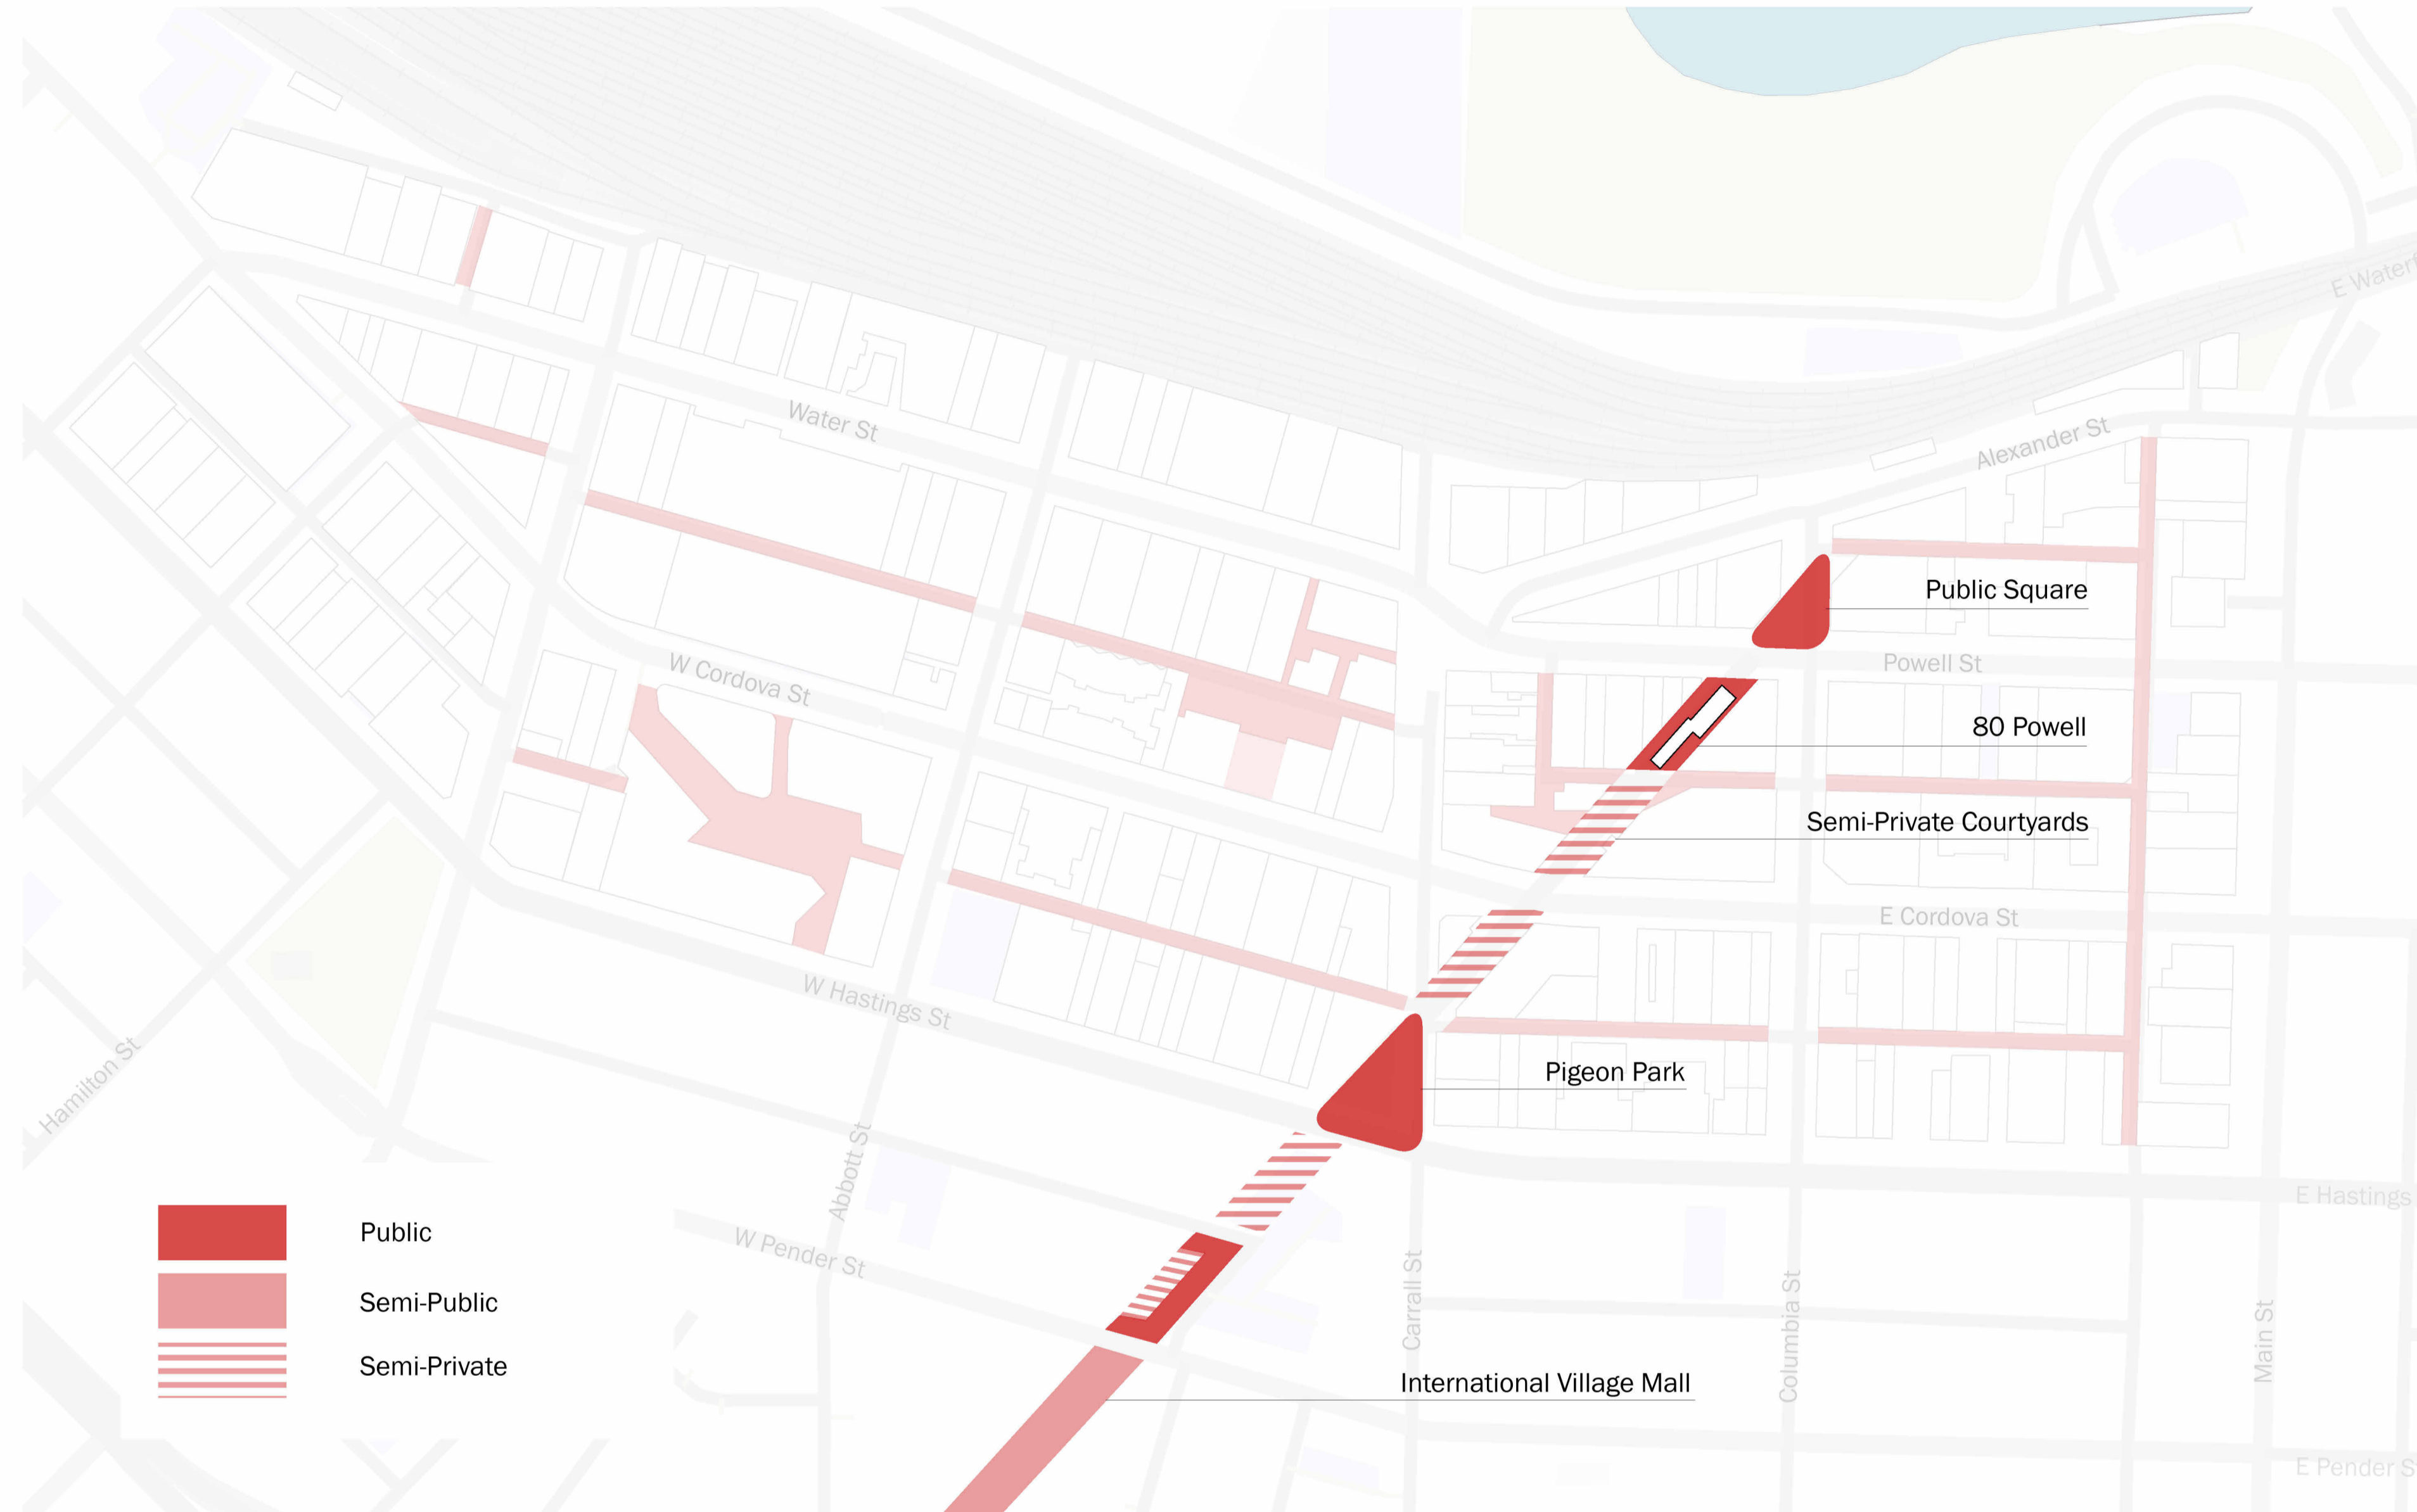 E Waterf
Water St
Alexander St
Public Square
W Cordova St
Powell St
80 Powell
Semi-Private Courtyards
E Cordova St
W Hastings St
Hamilton St
Pigeon Park
Abbott St
E Hastings
Public
W Pender St
Carrall St
Columbia St
Main St
Semi-Public
Semi-Private
International Village Mall
E Pender S